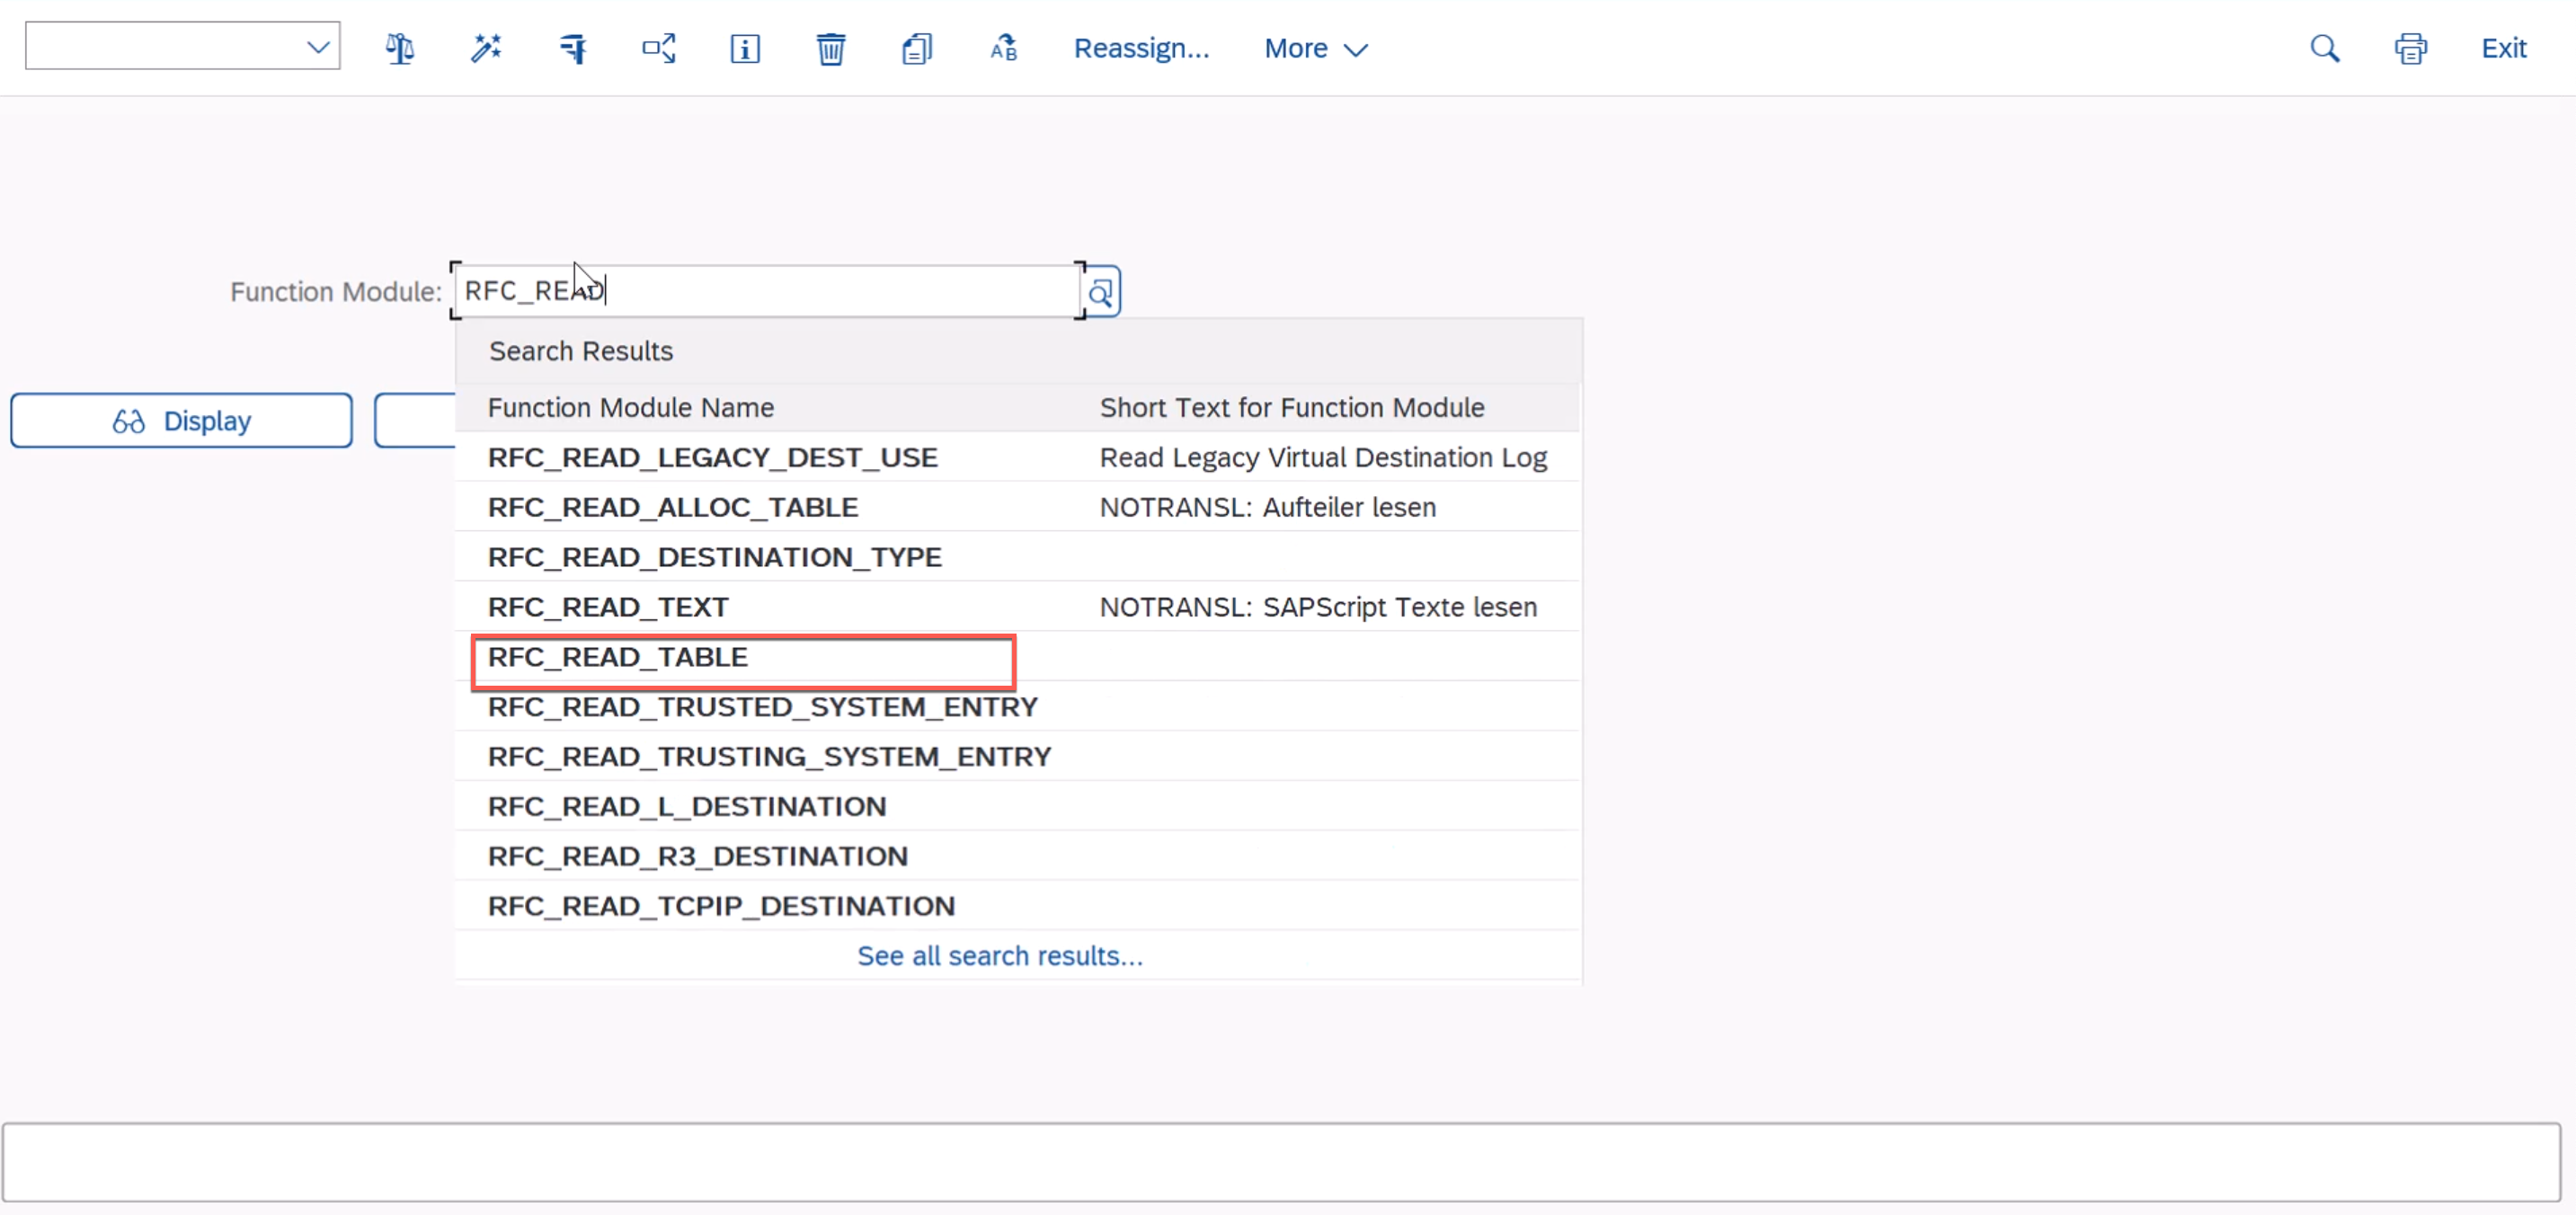 Reassign... More Exit
Function Module: RFC_READ
Search Results
Display
Function Module Name Short Text for Function Module
RFC_READ_LEGACY_DEST_USE Read Legacy Virtual Destination Log
RFC_READ_ALLOC_TABLE NOTRANSL: Aufteiler lesen
RFC_READ_DESTINATION_TYPE
RFC_READ_TEXT NOTRANSL: SAPScript Texte lesen
RFC_READ_TABLE
RFC_READ_TRUSTED_SYSTEM_ENTRY
RFC_READ_TRUSTING_SYSTEM_ENTRY
RFC_READ_L_DESTINATION
RFC_READ_R3_DESTINATION
RFC_READ_TCPIP_DESTINATION
See all search results...